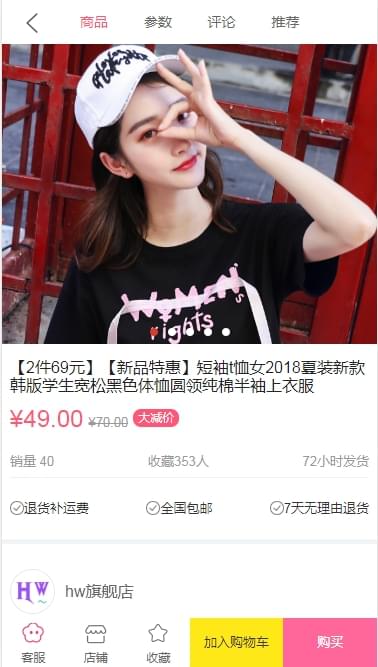 商品 参数 评论 推荐
WOMEN'S
rights
【2件69元】【新品特惠】短袖t恤女2018夏装新款
韩版学生宽松黑色体恤圆领纯棉半袖上衣服
¥49.00 ¥70.00 大减价
销量 40 收藏353人 72小时发货
退货补运费 全国包邮 7天无理由退货
HW hw旗舰店
客服 店铺 收藏 加入购物车 购买